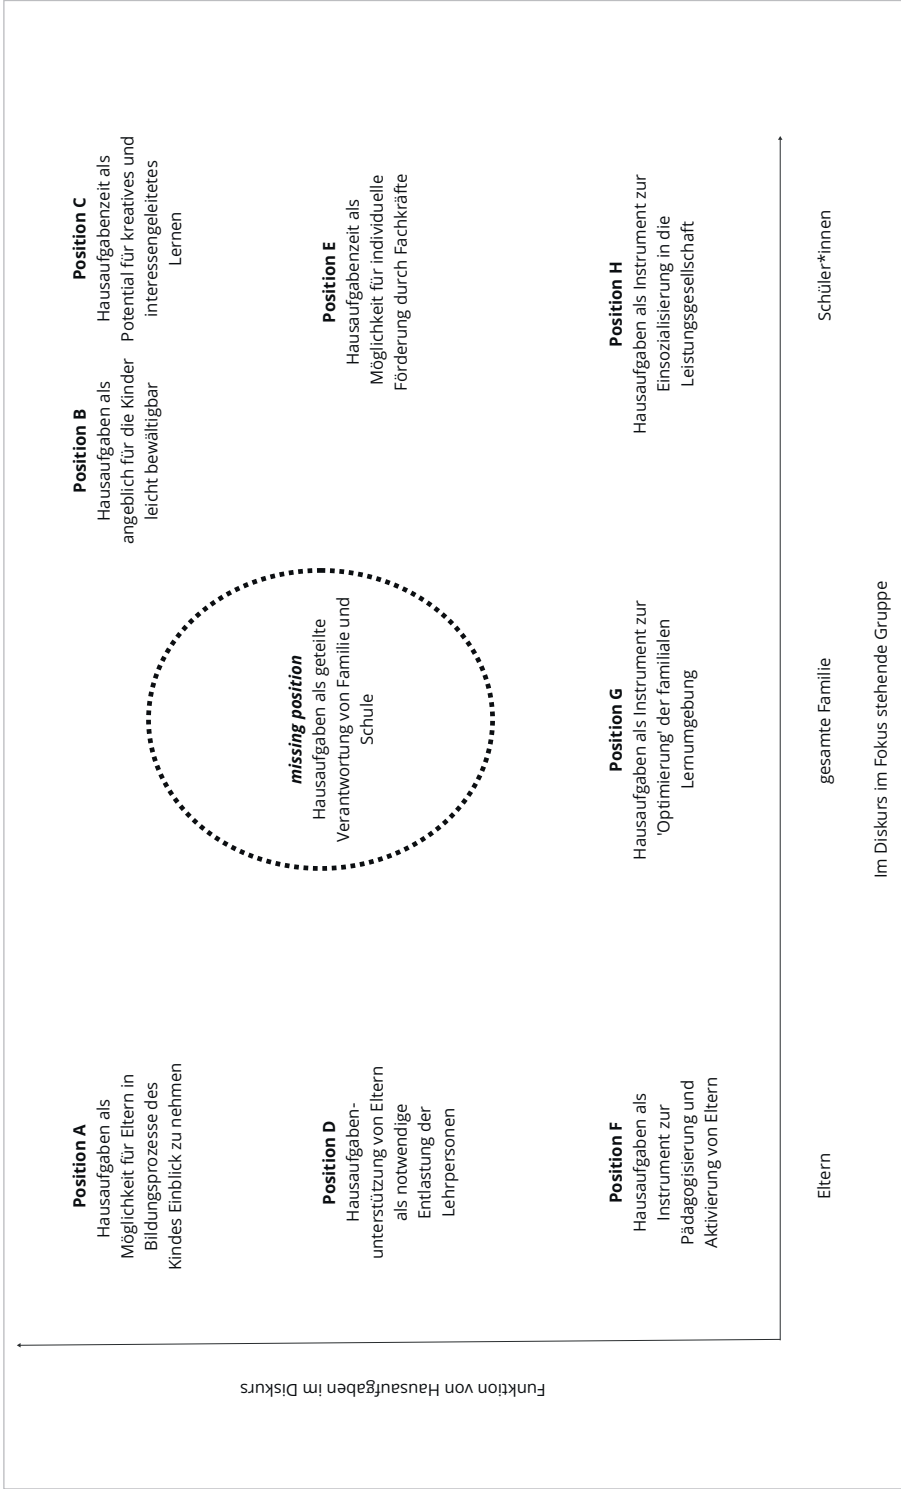 Funktion von Hausaufgaben im Diskurs
Position A
Hausaufgaben als
Möglichkeit für Eltern in
Bildungsprozesse des
Kindes Einblick zu nehmen
Position B
Hausaufgaben als
angeblich für die Kinder
leicht bewältigbar
Position C
Hausaufgabenzeit als
Potential für kreatives und
interessengeleitetes
Lernen
Position D
Hausaufgaben-
unterstützung von Eltern
als notwendige
Entlastung der
Lehrpersonen
missing position
Hausaufgaben als geteilte
Verantwortung von Familie und
Schule
Position E
Hausaufgabenzeit als
Möglichkeit für individuelle
Förderung durch Fachkräfte
Position F
Hausaufgaben als
Instrument zur
Pädagogisierung und
Aktivierung von Eltern
Position G
Hausaufgaben als Instrument zur
'Optimierung' der familialen
Lernumgebung
Position H
Hausaufgaben als Instrument zur
Einsozialisierung in die
Leistungsgesellschaft
Eltern
gesamte Familie
Schüler*innen
Im Diskurs im Fokus stehende Gruppe